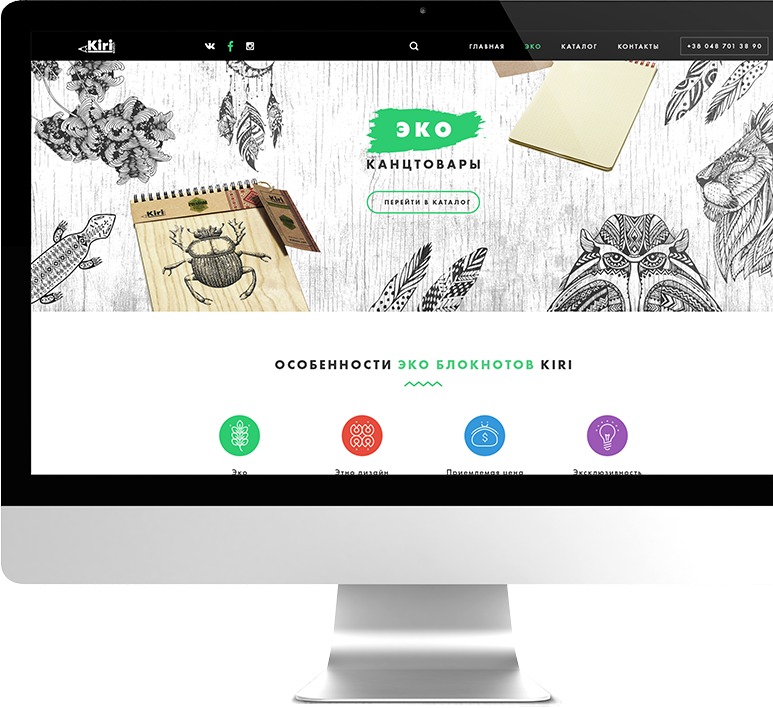 Kiri
ГЛАВНАЯ ЭКО КАТАЛОГ КОНТАКТЫ +38 048 701 38 90
ЭКО
КАНЦТОВАРЫ
ПЕРЕЙТИ В КАТАЛОГ
Kiri
Kiri
ОСОБЕННОСТИ ЭКО БЛОКНОТОВ KIRI
Эко Этно дизайн Приемлемая цена Эксклюзивность